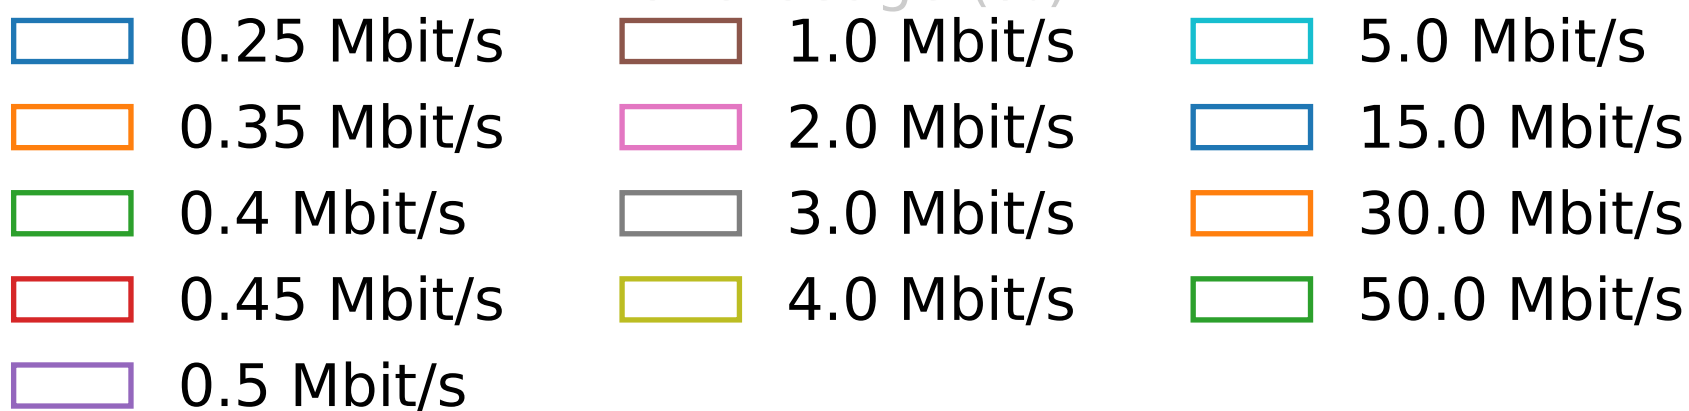 0.25 Mbit/s
0.35 Mbit/s
0.4 Mbit/s
0.45 Mbit/s
0.5 Mbit/s
1.0 Mbit/s
2.0 Mbit/s
3.0 Mbit/s
4.0 Mbit/s
5.0 Mbit/s
15.0 Mbit/s
30.0 Mbit/s
50.0 Mbit/s